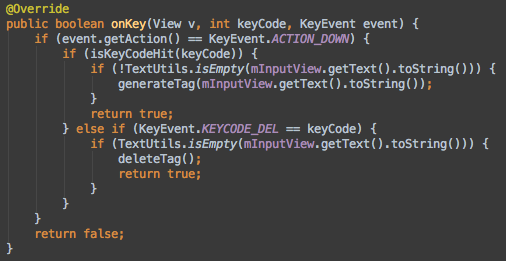 @Override
public boolean onKey(View v, int keyCode, KeyEvent event) {
    if (event.getAction() == KeyEvent.ACTION_DOWN) {
        if (isKeyCodeHit(keyCode)) {
            if (!TextUtils.isEmpty(mInputView.getText().toString())) {
                generateTag(mInputView.getText().toString());
            }
            return true;
        } else if (KeyEvent.KEYCODE_DEL == keyCode) {
            if (TextUtils.isEmpty(mInputView.getText().toString())) {
                deleteTag();
                return true;
            }
        }
    }
    return false;
}